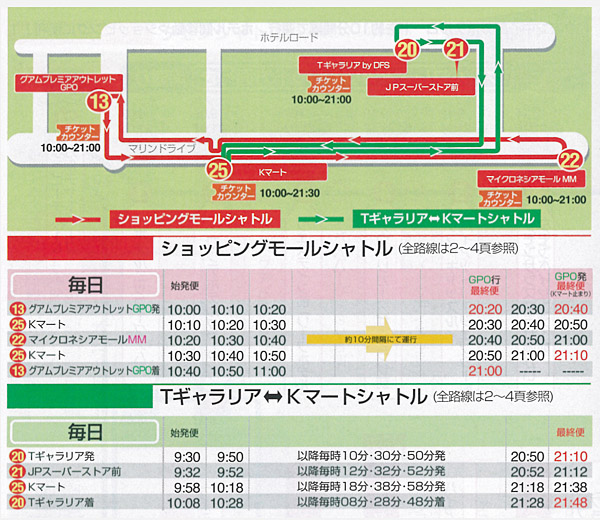 ホテルロード
20
21
Tギャラリア by DFS
チケットカウンター
10:00~21:00
JPスーパーストア前
グアムプレミアアウトレット
GPO
13
チケットカウンター
10:00~21:00
マリンドライブ
25
Kマート
チケットカウンター
10:00~21:30
22
マイクロネシアモール MM
チケットカウンター
10:00~21:00
ショッピングモールシャトル
Tギャラリア⇔Kマートシャトル
ショッピングモールシャトル (全路線は2~4頁参照)
毎日 始発便 GPO行 最終便 GPO発 最終便 (Kマート止まり)
13 グアムプレミアアウトレットGPO発 10:00 10:10 10:20 20:20 20:30 20:40
25 Kマート 10:10 10:20 10:30 20:30 20:40 20:50
22 マイクロネシアモールMM 10:20 10:30 10:40 約10分間隔にて運行 20:40 20:50 21:00
25 Kマート 10:30 10:40 10:50 20:50 21:00 21:10
13 グアムプレミアアウトレットGPO着 10:40 10:50 11:00 21:00 ----- -----
Tギャラリア⇔Kマートシャトル (全路線は2~4頁参照)
毎日 始発便 最終便
20 Tギャラリア発 9:30 9:50 以降毎時10分・30分・50分発 20:50 21:10
21 JPスーパーストア前 9:32 9:52 以降毎時12分・32分・52分発 20:52 21:12
25 Kマート 9:58 10:18 以降毎時18分・38分・58分発 21:18 21:38
20 Tギャラリア着 10:08 10:28 以降毎時08分・28分・48分着 21:28 21:48